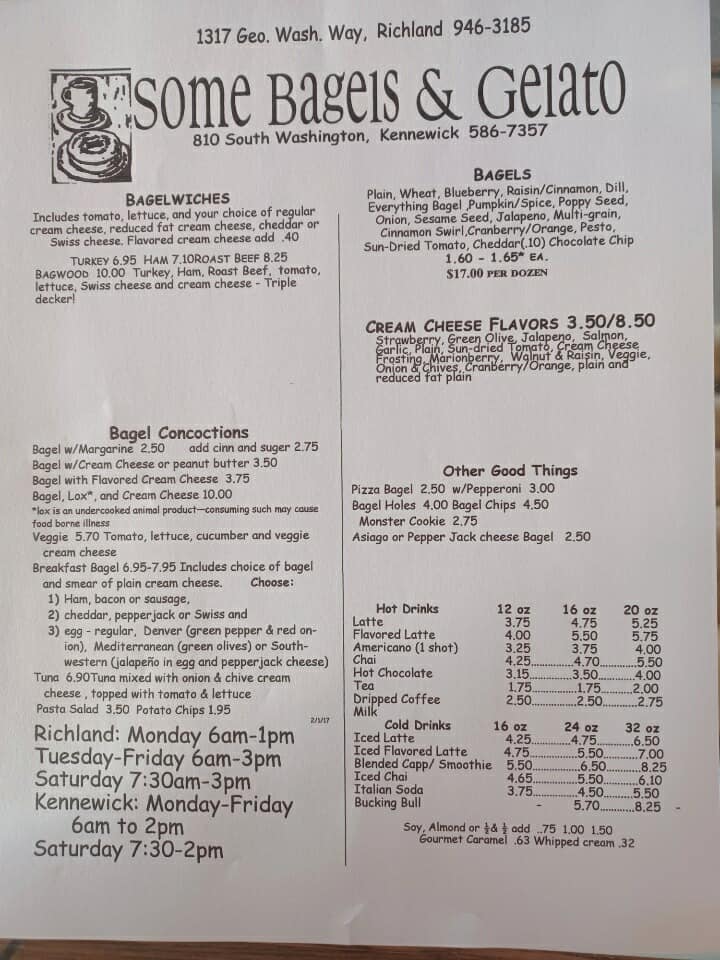 1317 Geo. Wash. Way, Richland 946-3185
Some Bagels & Gelato
810 South Washington, Kennewick 586-7357
BAGELWICHES
Includes tomato, lettuce, and your choice of regular
cream cheese, reduced fat cream cheese, cheddar or
Swiss cheese. Flavored cream cheese add .40
TURKEY 6.95 HAM 7.10ROAST BEEF 8.25
BAGWOOD 10.00 Turkey, Ham, Roast Beef, tomato,
lettuce, Swiss cheese and cream cheese - Triple
decker!
Bagel Concoctions
Bagel w/Margarine 2.50 add cinn and suger 2.75
Bagel w/Cream Cheese or peanut butter 3.50
Bagel with Flavored Cream Cheese 3.75
Bagel, Lox*, and Cream Cheese 10.00
*lox is an undercooked animal product—consuming such may cause
food borne illness
Veggie 5.70 Tomato, lettuce, cucumber and veggie
cream cheese
Breakfast Bagel 6.95-7.95 Includes choice of bagel
and smear of plain cream cheese. Choose:
1) Ham, bacon or sausage,
2) cheddar, pepperjack or Swiss and
3) egg - regular, Denver (green pepper & red on-
ion), Mediterranean (green olives) or South-
western (jalapeño in egg and pepperjack cheese)
Tuna 6.90Tuna mixed with onion & chive cream
cheese , topped with tomato & lettuce
Pasta Salad 3.50 Potato Chips 1.95
2/1/17
Richland: Monday 6am-1pm
Tuesday-Friday 6am-3pm
Saturday 7:30am-3pm
Kennewick: Monday-Friday
6am to 2pm
Saturday 7:30-2pm
BAGELS
Plain, Wheat, Blueberry, Raisin/Cinnamon, Dill,
Everything Bagel ,Pumpkin/Spice, Poppy Seed,
Onion, Sesame Seed, Jalapeno, Multi-grain,
Cinnamon Swirl,Cranberry/Orange, Pesto,
Sun-Dried Tomato, Cheddar(.10) Chocolate Chip
1.60 - 1.65* EA.
$17.00 PER DOZEN
CREAM CHEESE FLAVORS 3.50/8.50
Strawberry, Green Olive, Jalapeno, Salmon,
Garlic, Plain, Sun-dried Tomato, Cream Cheese
Frosting, Marionberry, Walnut & Raisin, Veggie,
Onion & Chives, Cranberry/Orange, plain and
reduced fat plain
Other Good Things
Pizza Bagel 2.50 w/Pepperoni 3.00
Bagel Holes 4.00 Bagel Chips 4.50
Monster Cookie 2.75
Asiago or Pepper Jack cheese Bagel 2.50
Hot Drinks 12 oz 16 oz 20 oz
Latte 3.75 4.75 5.25
Flavored Latte 4.00 5.50 5.75
Americano (1 shot) 3.25 3.75 4.00
Chai 4.25..............4.70.............5.50
Hot Chocolate 3.15..............3.50............4.00
Tea 1.75..............1.75............2.00
Dripped Coffee 2.50.............2.50............2.75
Milk
Cold Drinks 16 oz 24 oz 32 oz
Iced Latte 4.25.............4.75............6.50
Iced Flavored Latte 4.75..............5.50............7.00
Blended Capp/ Smoothie 5.50..............6.50...........8.25
Iced Chai 4.65.............5.50............6.10
Italian Soda 3.75..............4.50...........5.50
Bucking Bull - 5.70............8.25 -
Soy, Almond or ½& ½ add ..75 1.00 1.50
Gourmet Caramel .63 Whipped cream .32